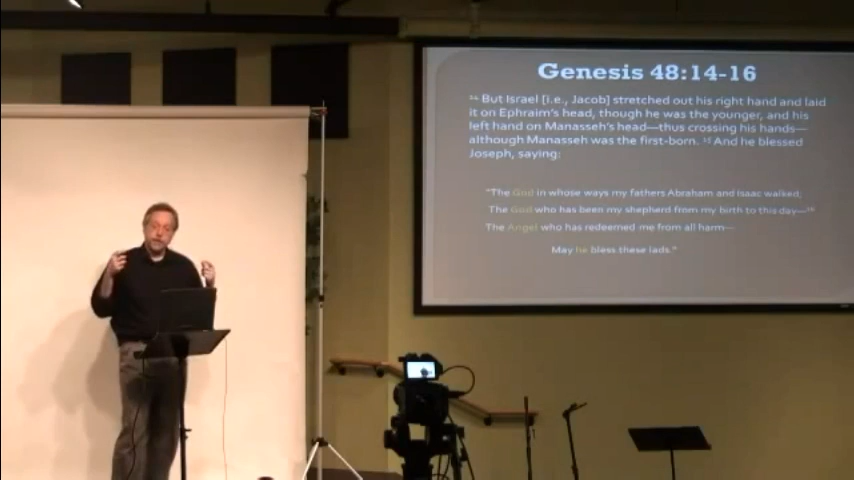 Genesis 48:14-16
¹⁴ But Israel [i.e., Jacob] stretched out his right hand and laid
it on Ephraim's head, though he was the younger, and his
left hand on Manasseh's head—thus crossing his hands—
although Manasseh was the first-born. ¹⁵ And he blessed
Joseph, saying:
"The God in whose ways my fathers Abraham and Isaac walked,
The God who has been my shepherd from my birth to this day—¹⁶
The Angel who has redeemed me from all harm—
May he bless these lads."